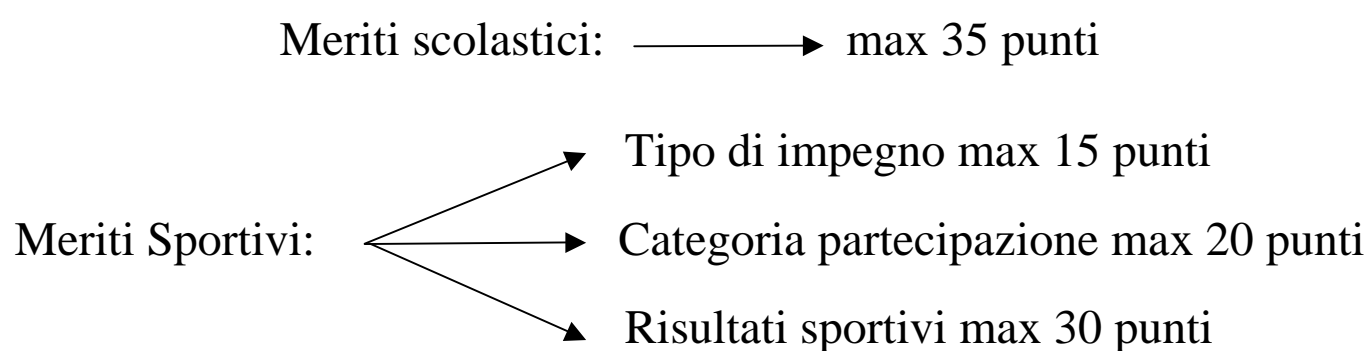 Meriti scolastici: max 35 punti
Tipo di impegno max 15 punti
Meriti Sportivi: Categoria partecipazione max 20 punti
Risultati sportivi max 30 punti